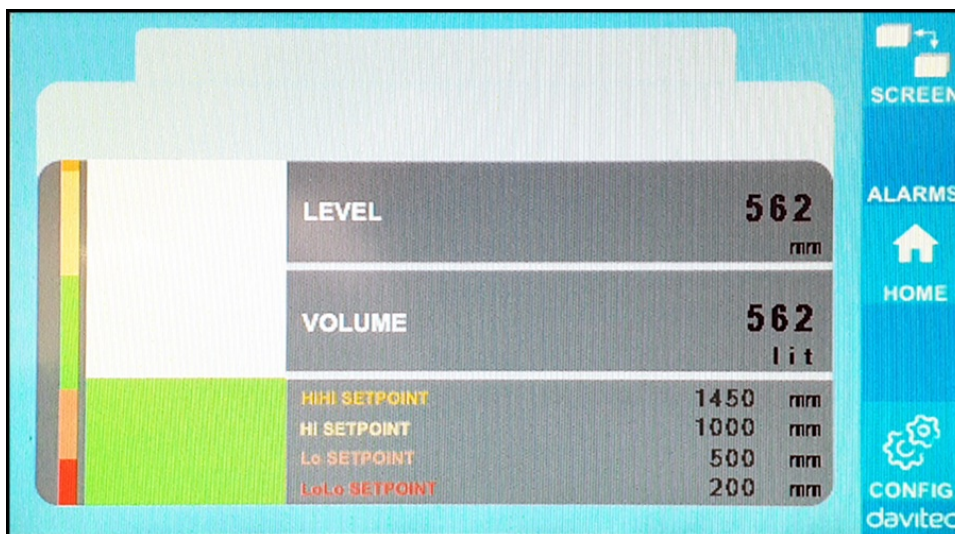 SCREEN
LEVEL 562
mm
ALARMS
HOME
VOLUME 562
lit
HIHI SETPOINT 1450 mm
HI SETPOINT 1000 mm
Lo SETPOINT 500 mm
LoLo SETPOINT 200 mm
CONFIG
davitec